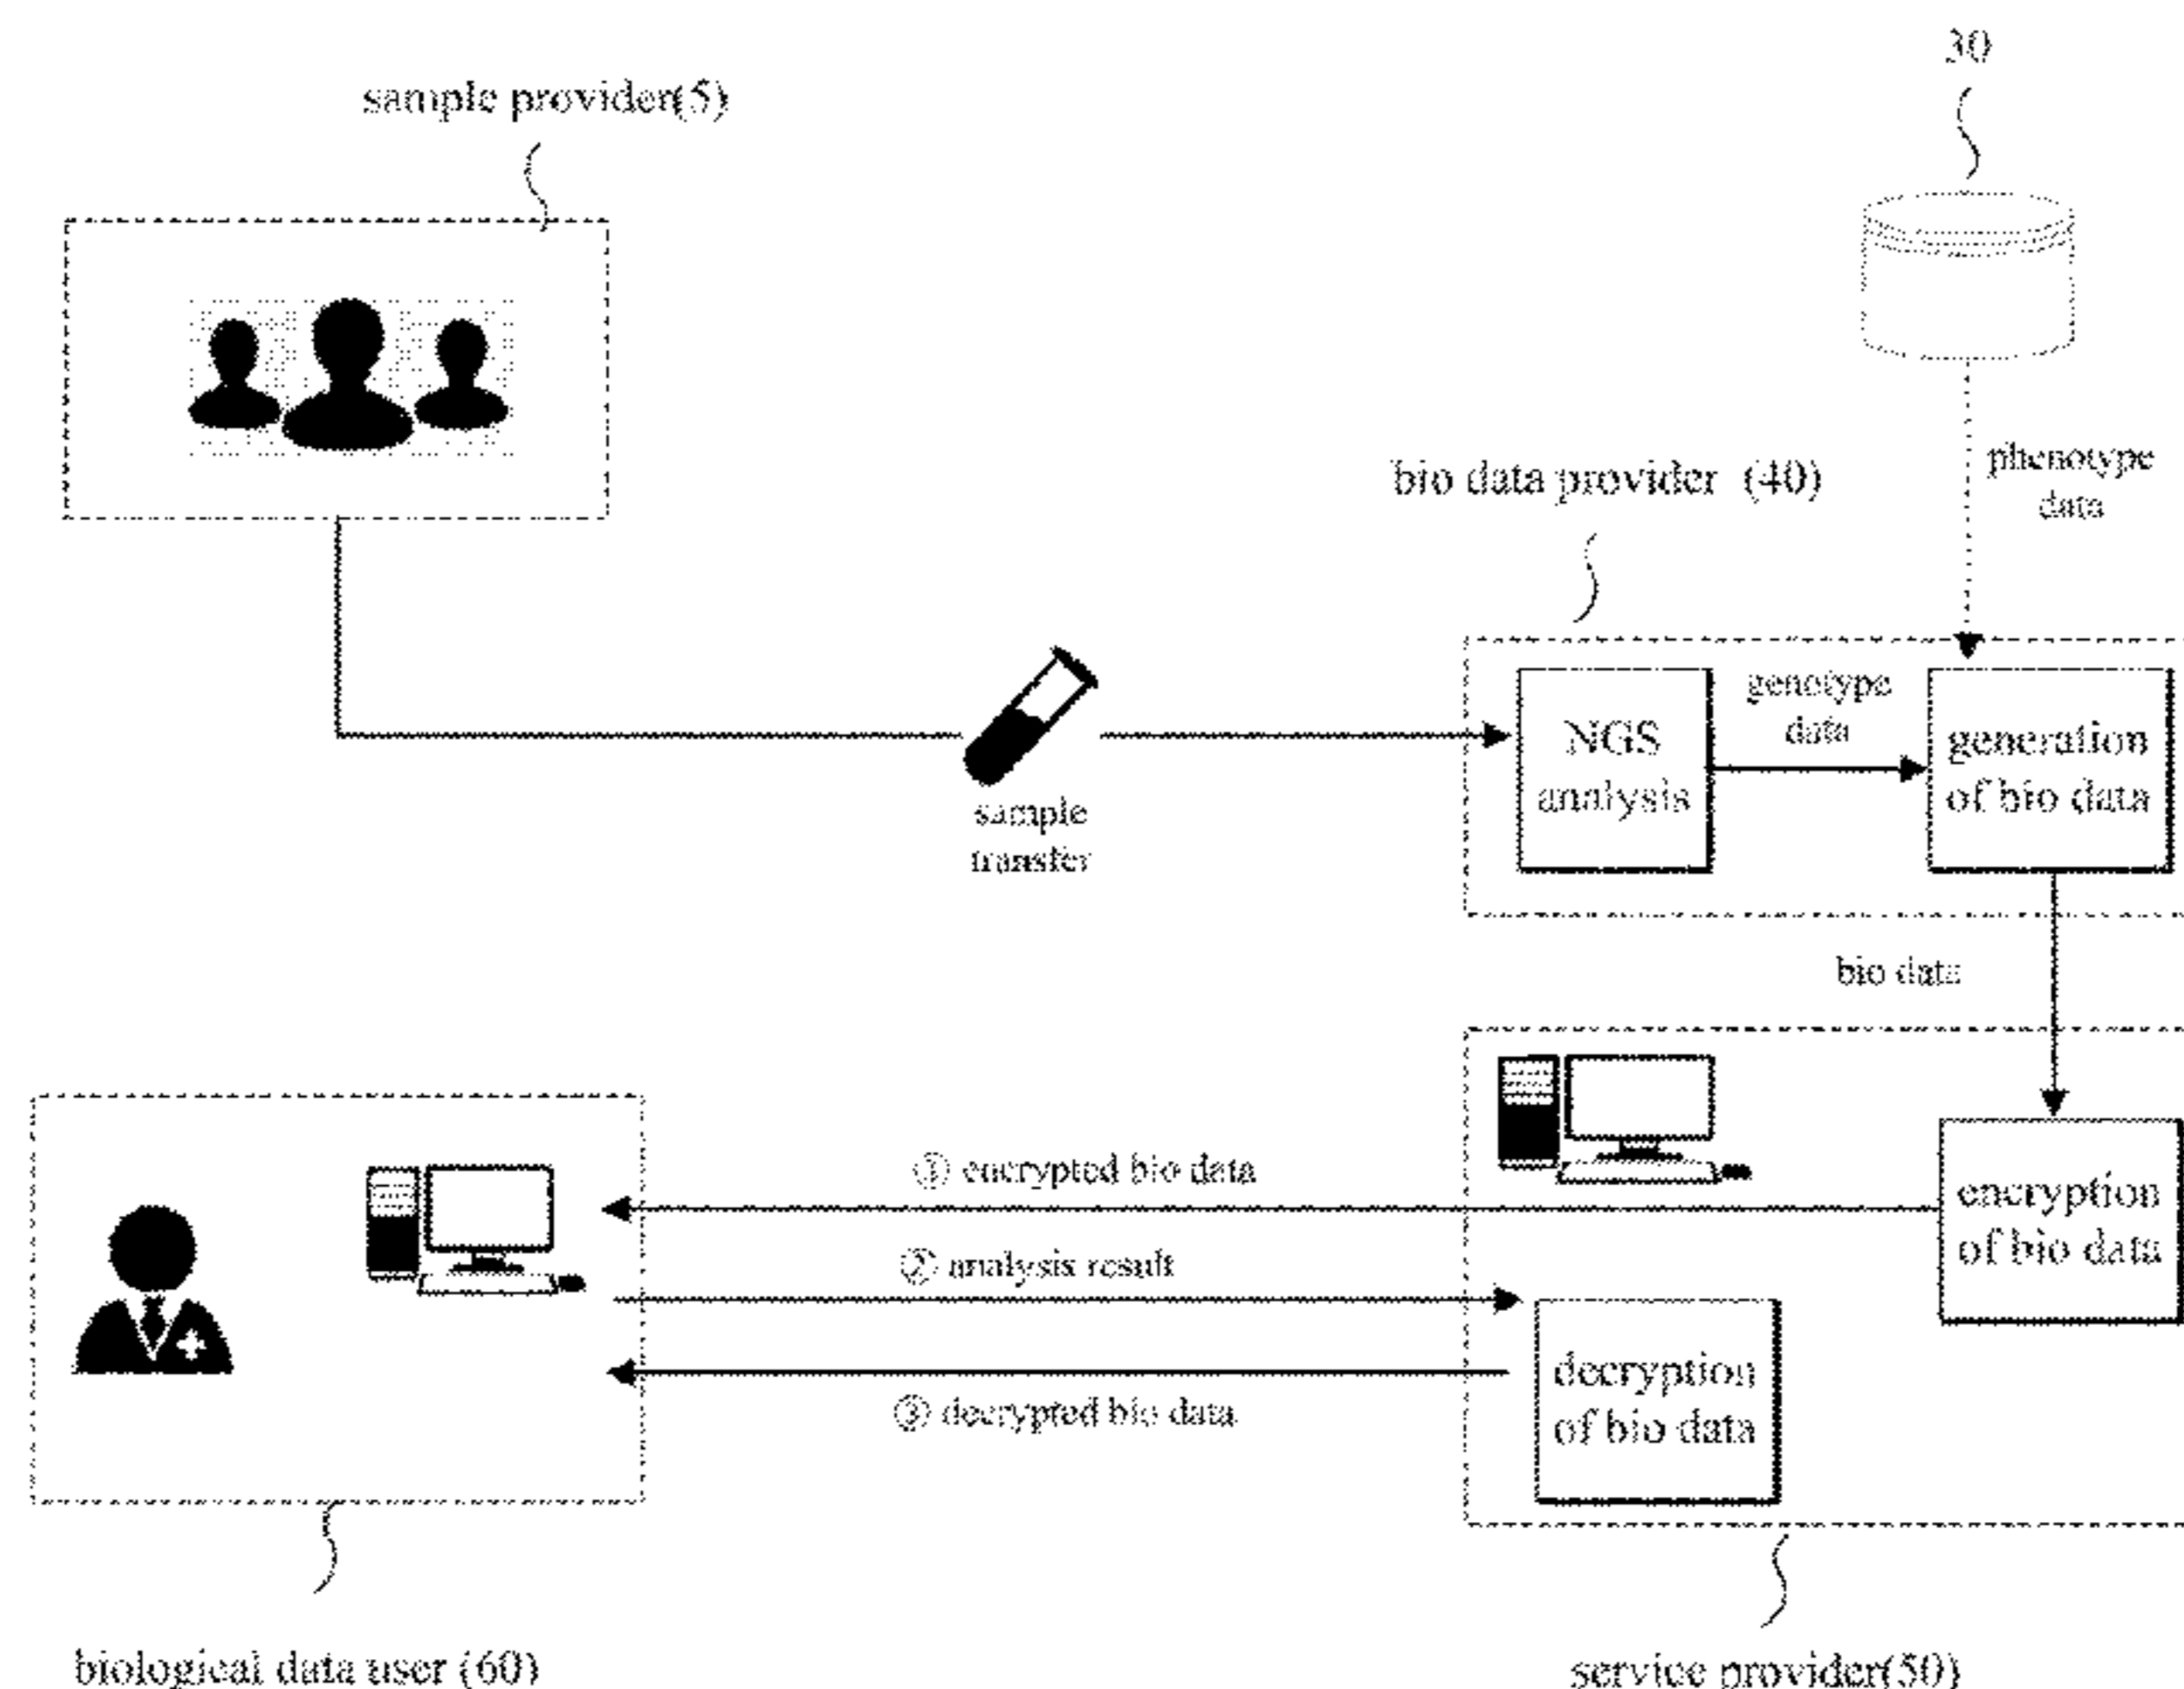 30
sample provider(5)
phenotype
data
bio data provider (40)
genotype
data
NGS
analysis
generation
of bio data
sample
transfer
bio data
① encrypted bio data
encryption
of bio data
② analysis result
decryption
of bio data
③ decrypted bio data
biological data user (60)
service provider(50)